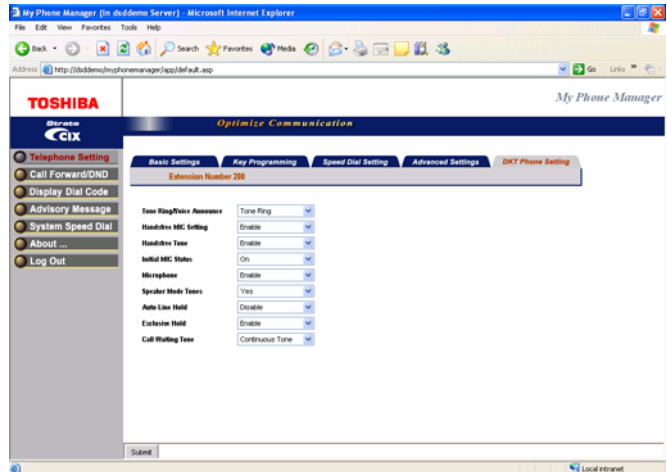 My Phone Manager (in dsddemo Server) - Microsoft Internet Explorer
File Edit View Favorites Tools Help
Back Search Favorites Media
Address http://dsddemo/myphonemanager/app/default.asp Go Links »
TOSHIBA
My Phone Manager
Strata CIX
Optimize Communication
Telephone Setting
Call Forward/DND
Display Dial Code
Advisory Message
System Speed Dial
About ...
Log Out
Basic Settings Key Programming Speed Dial Setting Advanced Settings DKT Phone Setting
Extension Number 200
Tone Ring/Voice Announce Tone Ring
Handsfree MIC Setting Enable
Handsfree Tone Enable
Initial MIC Status On
Microphone Enable
Speaker Mode Tones Yes
Auto Line Hold Disable
Exclusive Hold Enable
Call Waiting Tone Continuous Tone
Submit
Local intranet